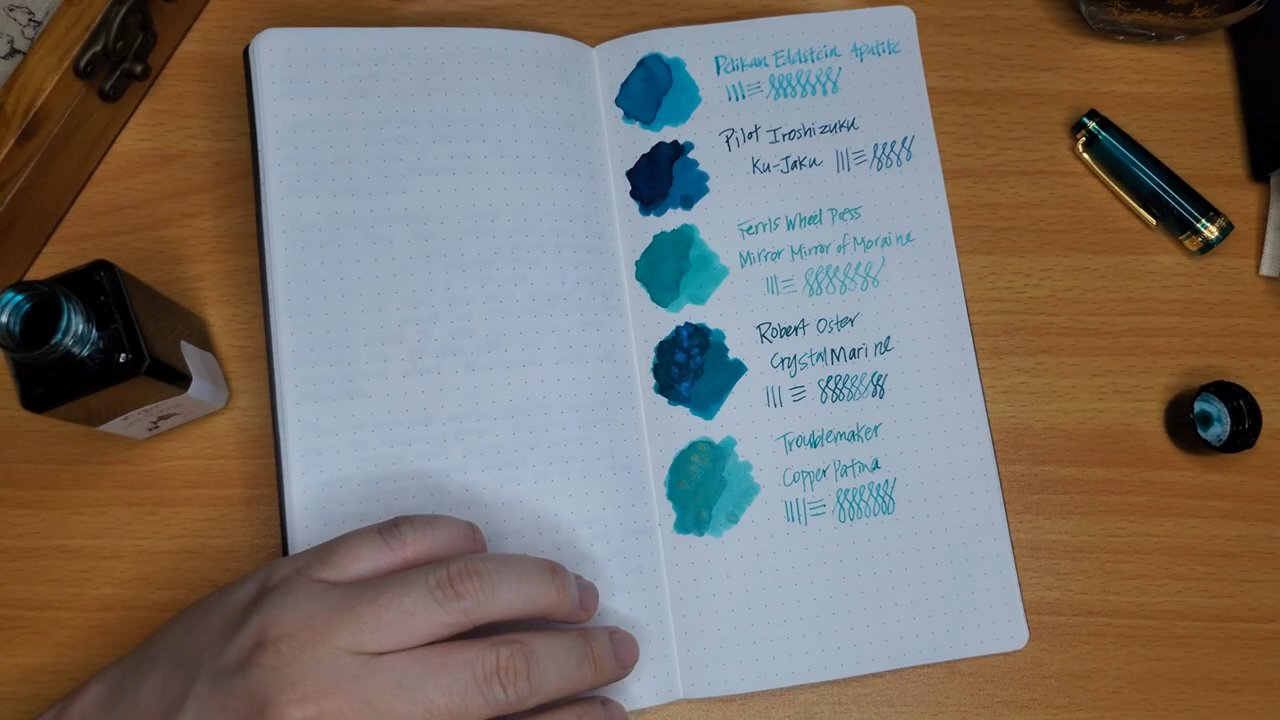 Pelikan Edelstein Apatite
Pilot Iroshizuku
Ku-Jaku
Ferris Wheel Press
Mirror Mirror of Moraine
Robert Oster
Crystal Marine
Troublemaker
Copper Patina